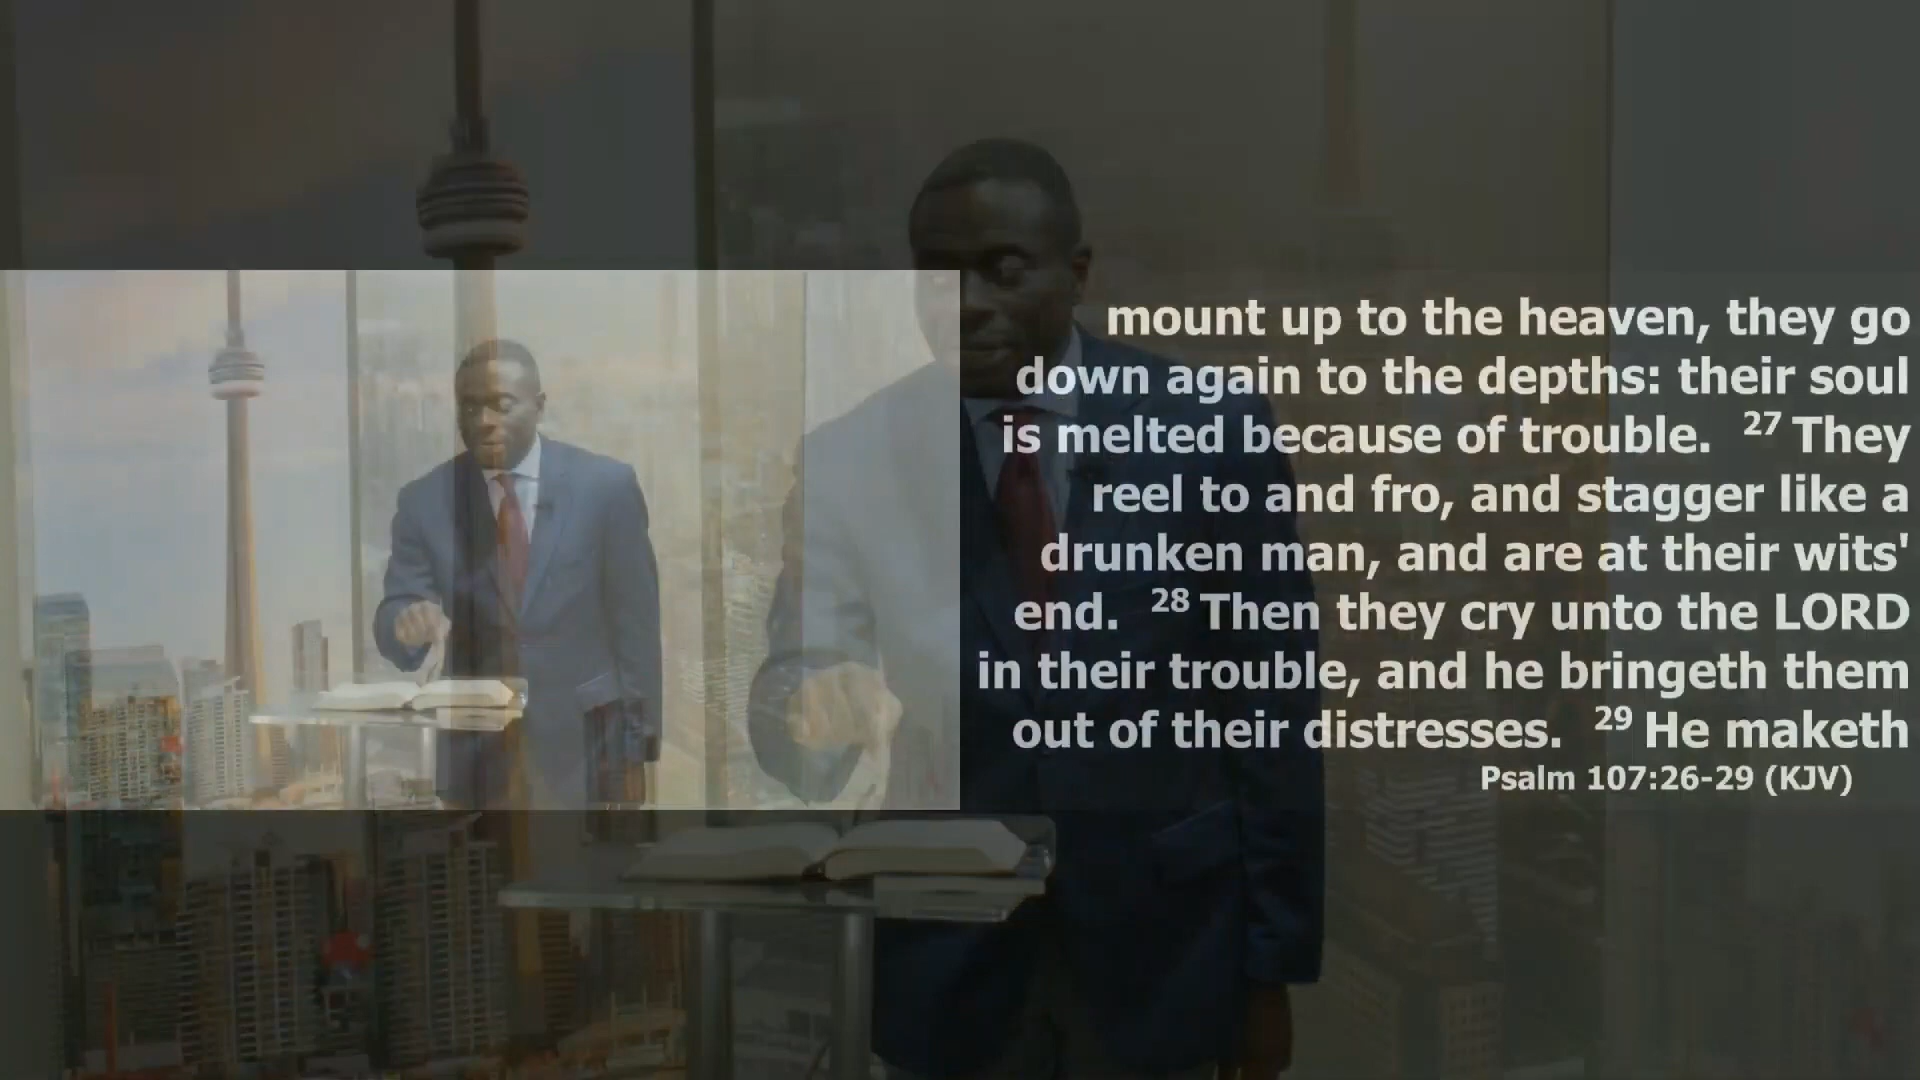 mount up to the heaven, they go
down again to the depths: their soul
is melted because of trouble. 27 They
reel to and fro, and stagger like a
drunken man, and are at their wits'
end. 28 Then they cry unto the LORD
in their trouble, and he bringeth them
out of their distresses. 29 He maketh
Psalm 107:26-29 (KJV)